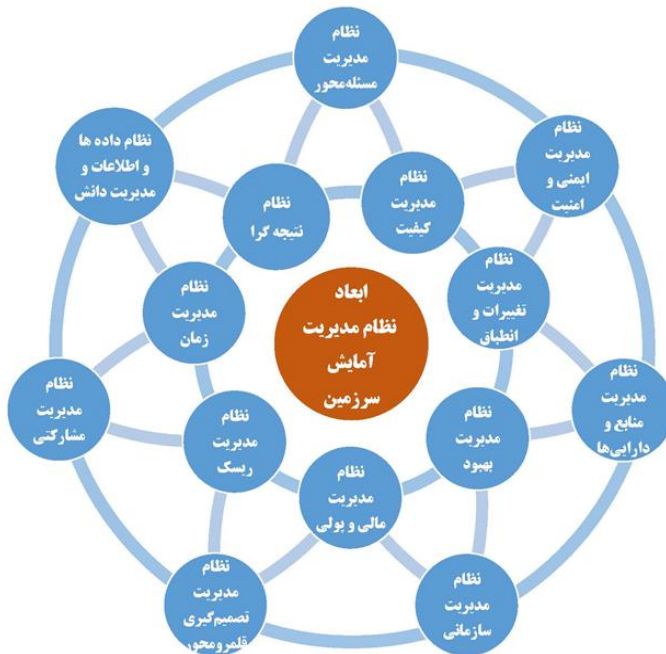 نظام
مدیریت
مسئله‌محور
نظام
مدیریت
ایمنی و
امنیت
نظام داده ها
و اطلاعات و
مدیریت دانش
نظام
مدیریت
کیفیت
نظام
نتیجه گرا
نظام
مدیریت
تغییرات و
انطباق
نظام
مدیریت
زمان
ابعاد
نظام مدیریت
آمایش
سرزمین
نظام
مدیریت
منابع و
دارایی‌ها
نظام
مدیریت
مشارکتی
نظام
مدیریت
بهبود
نظام
مدیریت
ریسک
نظام
مدیریت
مالی و پولی
نظام
مدیریت
سازمانی
نظام
مدیریت
تصمیم‌گیری
قلمرومحور